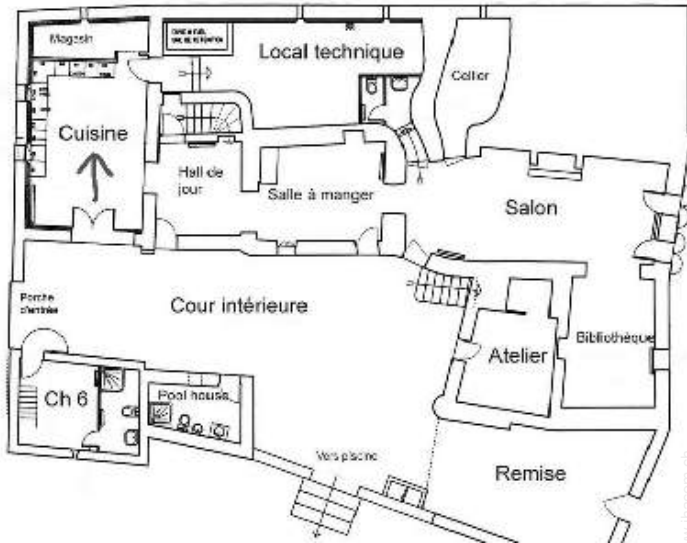 Magasin
Local technique
Cellier
Cuisine
Hall de
jour
Salle à manger
Salon
Porche
d'entrée
Cour intérieure
Bibliothèque
Atelier
Ch 6
Pool house
Vers piscine
Remise